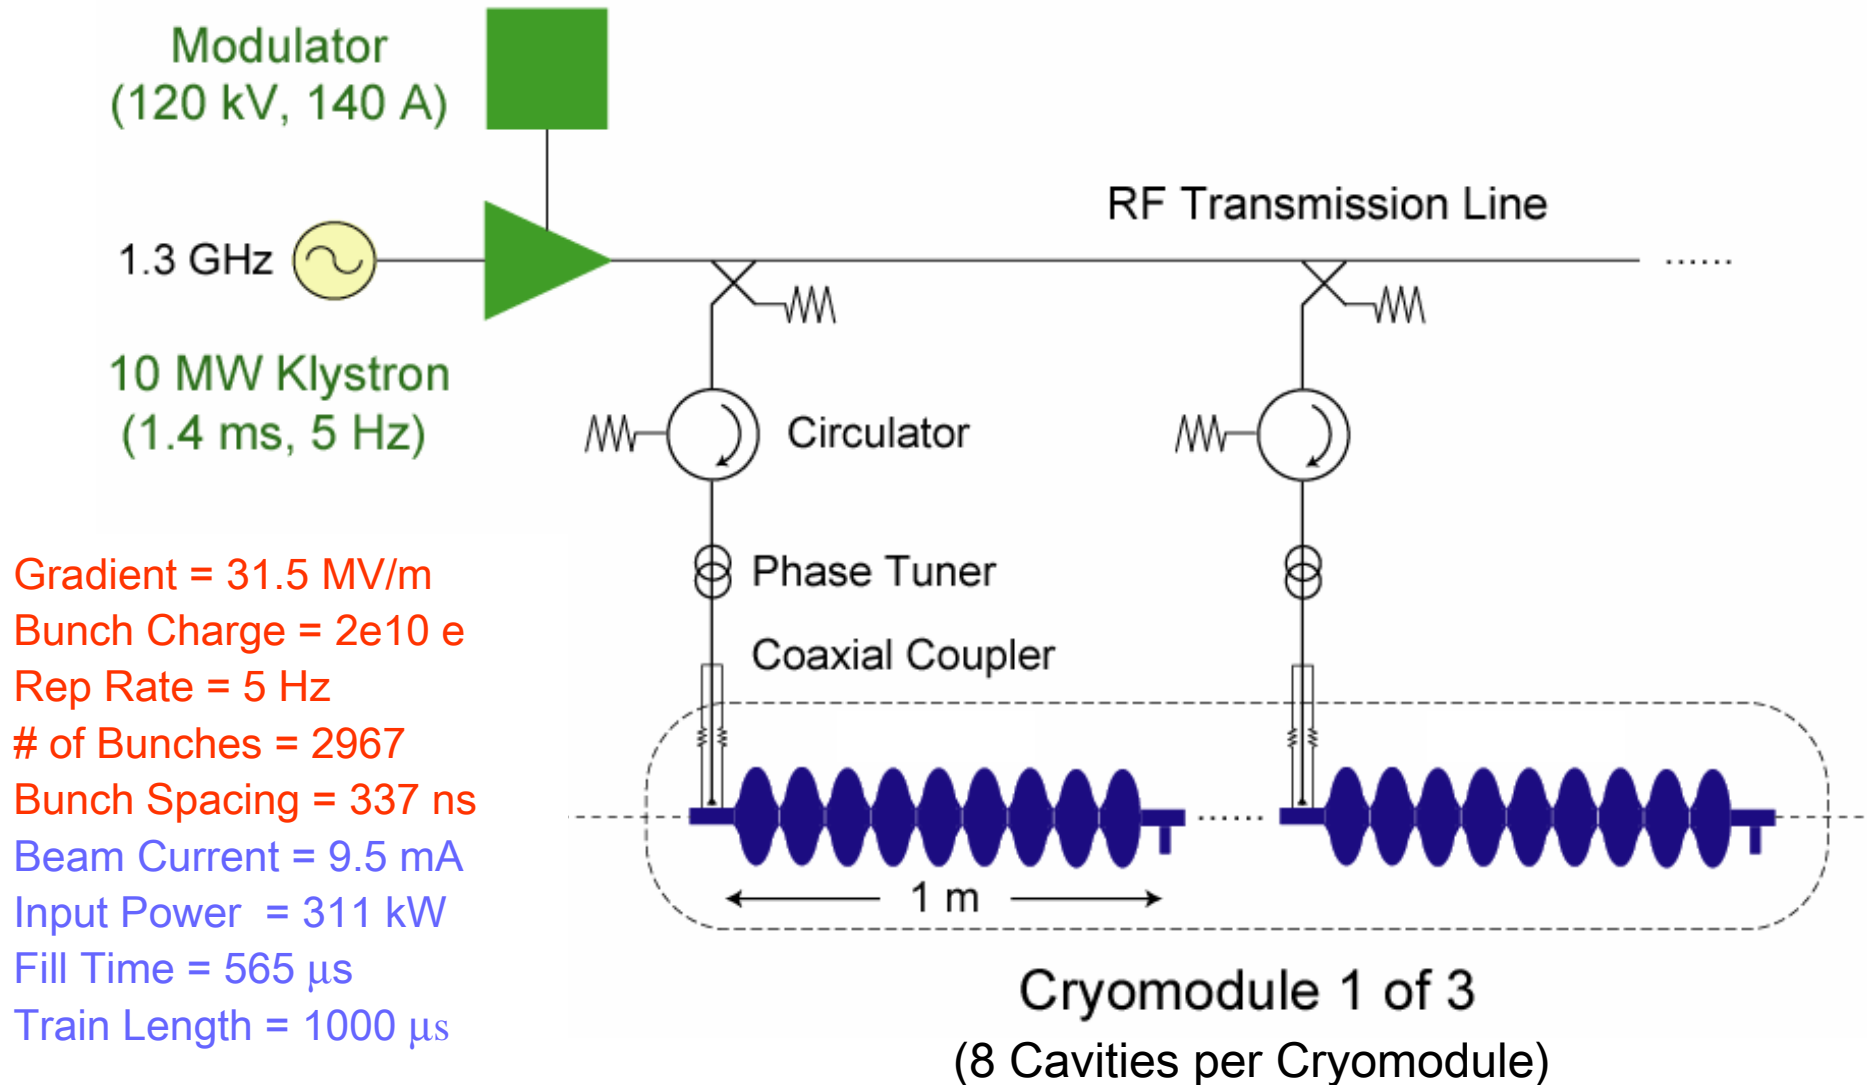 Modulator
(120 kV, 140 A)
RF Transmission Line
1.3 GHz
......
10 MW Klystron
(1.4 ms, 5 Hz)
Circulator
Phase Tuner
Coaxial Coupler
Gradient = 31.5 MV/m
Bunch Charge = 2e10 e
Rep Rate = 5 Hz
# of Bunches = 2967
Bunch Spacing = 337 ns
Beam Current = 9.5 mA
Input Power = 311 kW
Fill Time = 565 μs
Train Length = 1000 μs
......
1 m
Cryomodule 1 of 3
(8 Cavities per Cryomodule)